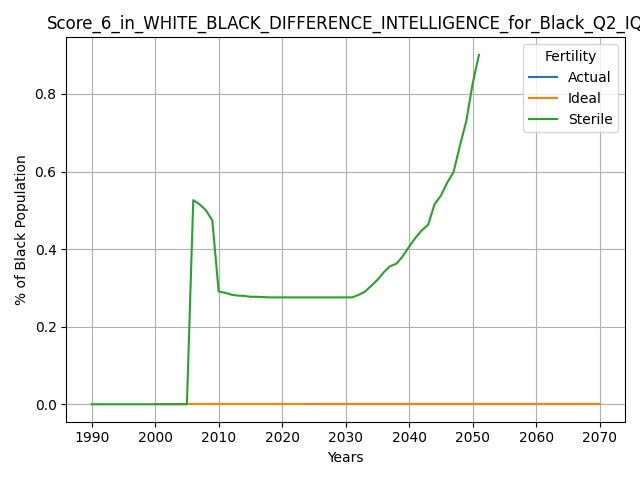 Score_6_in_WHITE_BLACK_DIFFERENCE_INTELLIGENCE_for_Black_Q2_IQ
% of Black Population
0.8
0.6
0.4
0.2
0.0
Fertility
Actual
Ideal
Sterile
1990 2000 2010 2020 2030 2040 2050 2060 2070
Years